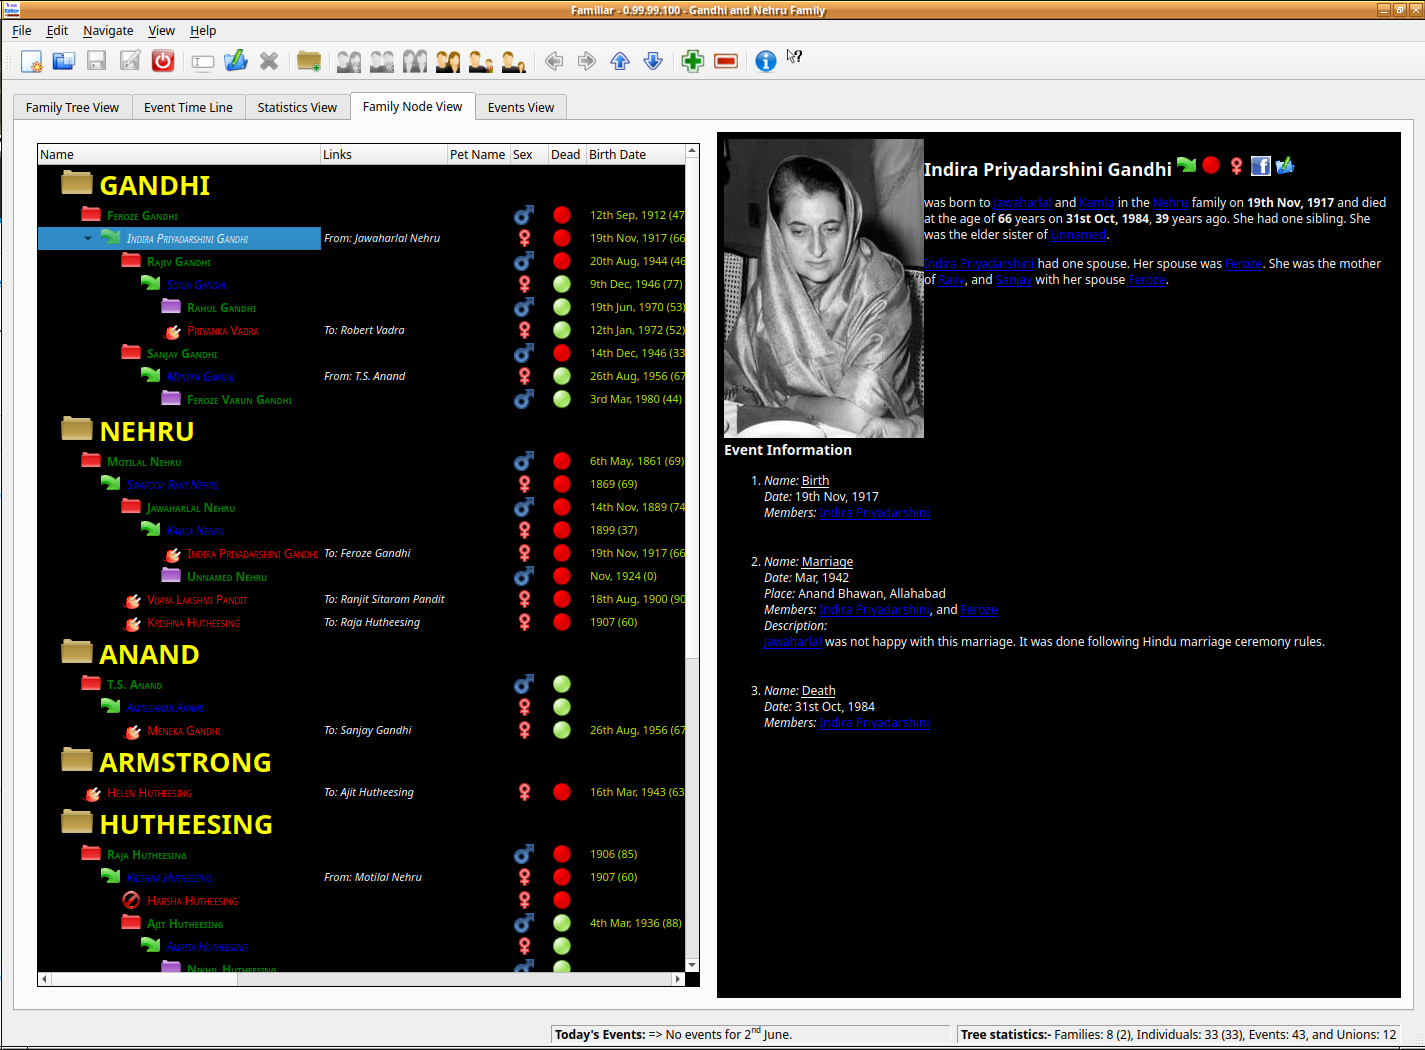 Familiar - 0.99.99.100 - Gandhi and Nehru Family
File Edit Navigate View Help
Family Tree View Event Time Line Statistics View Family Node View Events View
Name Links Pet Name Sex Dead Birth Date
GANDHI
Feroze Gandhi 12th Sep, 1912 (47
Indira Priyadarshini Gandhi From: Jawaharlal Nehru 19th Nov, 1917 (66
Rajiv Gandhi 20th Aug, 1944 (46
Sonia Gandhi 9th Dec, 1946 (77)
Rahul Gandhi 19th Jun, 1970 (53)
Priyanka Vadra To: Robert Vadra 12th Jan, 1972 (52)
Sanjay Gandhi 14th Dec, 1946 (33
Meneka Gandhi From: T.S. Anand 26th Aug, 1956 (67
Feroze Varun Gandhi 3rd Mar, 1980 (44)
NEHRU
Motilal Nehru 6th May, 1861 (69)
Swaroop Rani Nehru 1869 (69)
Jawaharlal Nehru 14th Nov, 1889 (74
Kamla Nehru 1899 (37)
Indira Priyadarshini Gandhi To: Feroze Gandhi 19th Nov, 1917 (66
Unnamed Nehru Nov, 1924 (0)
Vijaya Lakshmi Pandit To: Ranjit Sitaram Pandit 18th Aug, 1900 (90
Krishna Hutheesing To: Raja Hutheesing 1907 (60)
ANAND
T.S. Anand
Amteshwar Anand
Meneka Gandhi To: Sanjay Gandhi 26th Aug, 1956 (67
ARMSTRONG
Helen Hutheesing To: Ajit Hutheesing 16th Mar, 1943 (63
HUTHEESING
Raja Hutheesing 1906 (85)
Krishna Hutheesing From: Motilal Nehru 1907 (60)
Harsha Hutheesing
Ajit Hutheesing 4th Mar, 1936 (88)
Amrita Hutheesing
Nikhil Hutheesing
Indira Priyadarshini Gandhi
was born to Jawaharlal and Kamla in the Nehru family on 19th Nov, 1917 and died
at the age of 66 years on 31st Oct, 1984, 39 years ago. She had one sibling. She
was the elder sister of Unnamed.
Indira Priyadarshini had one spouse. Her spouse was Feroze. She was the mother
of Rajiv, and Sanjay with her spouse Feroze.
Event Information
1. Name: Birth
Date: 19th Nov, 1917
Members: Indira Priyadarshini
2. Name: Marriage
Date: Mar, 1942
Place: Anand Bhawan, Allahabad
Members: Indira Priyadarshini, and Feroze
Description:
Jawaharlal was not happy with this marriage. It was done following Hindu marriage ceremony rules.
3. Name: Death
Date: 31st Oct, 1984
Members: Indira Priyadarshini
Today's Events: => No events for 2nd June.
Tree statistics:- Families: 8 (2), Individuals: 33 (33), Events: 43, and Unions: 12